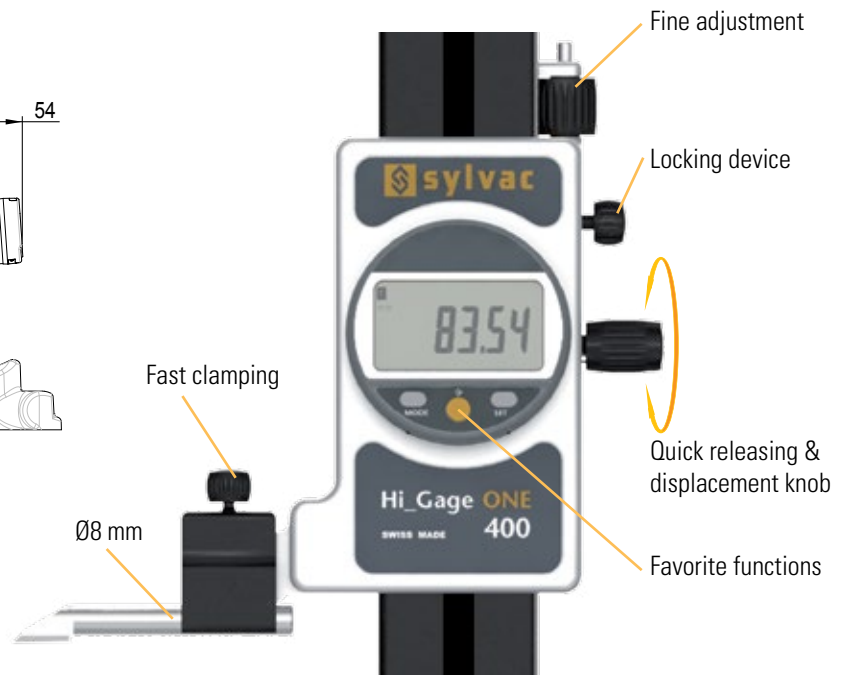 Fine adjustment
54
Locking device
sylvac
83.54
Fast clamping
MODE
SET
Quick releasing &
displacement knob
Hi_Gage ONE
400
SWISS MADE
Ø8 mm
Favorite functions